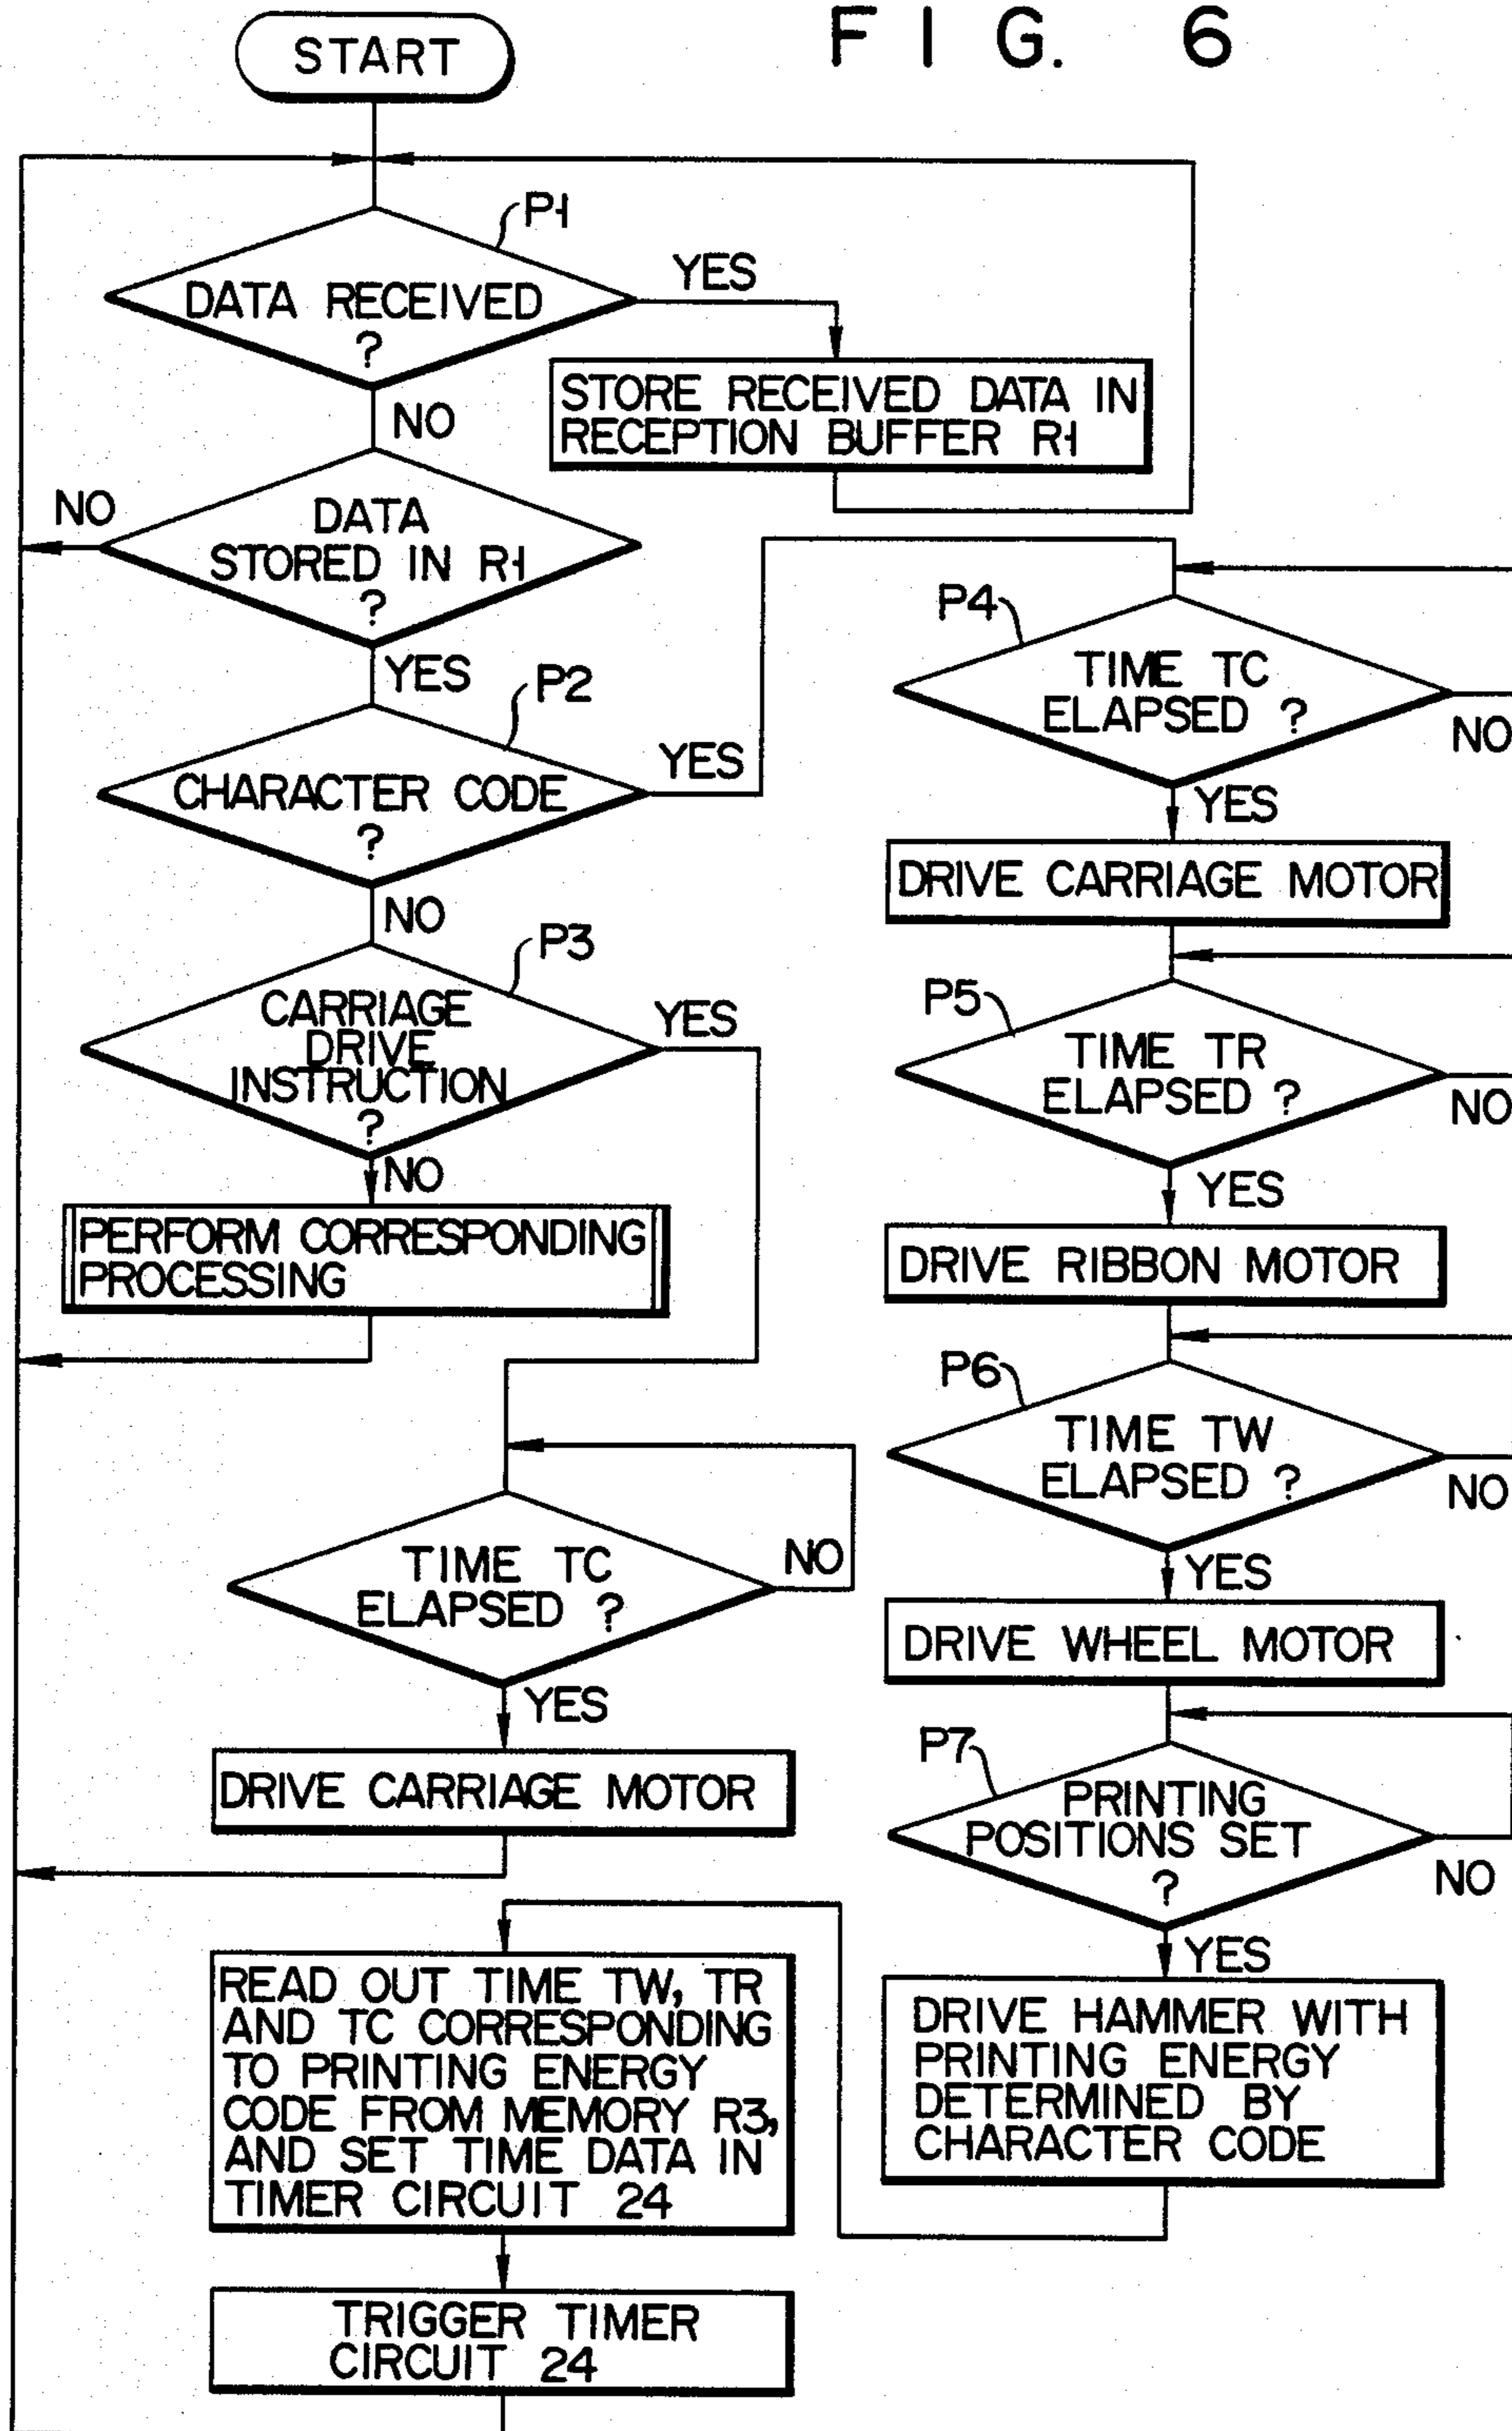 FIG. 6
START
P1
DATA RECEIVED
?
YES
NO
STORE RECEIVED DATA IN
RECEPTION BUFFER R1
NO
DATA
STORED IN R1
?
YES
P2
CHARACTER CODE
?
YES
NO
P3
CARRIAGE
DRIVE
INSTRUCTION
?
YES
NO
PERFORM CORRESPONDING
PROCESSING
TIME TC
ELAPSED ?
NO
YES
DRIVE CARRIAGE MOTOR
P4
TIME TC
ELAPSED ?
NO
YES
DRIVE CARRIAGE MOTOR
P5
TIME TR
ELAPSED ?
NO
YES
DRIVE RIBBON MOTOR
P6
TIME TW
ELAPSED ?
NO
YES
DRIVE WHEEL MOTOR
P7
PRINTING
POSITIONS SET
?
NO
YES
DRIVE HAMMER WITH
PRINTING ENERGY
DETERMINED BY
CHARACTER CODE
READ OUT TIME TW, TR
AND TC CORRESPONDING
TO PRINTING ENERGY
CODE FROM MEMORY R3,
AND SET TIME DATA IN
TIMER CIRCUIT 24
TRIGGER TIMER
CIRCUIT 24